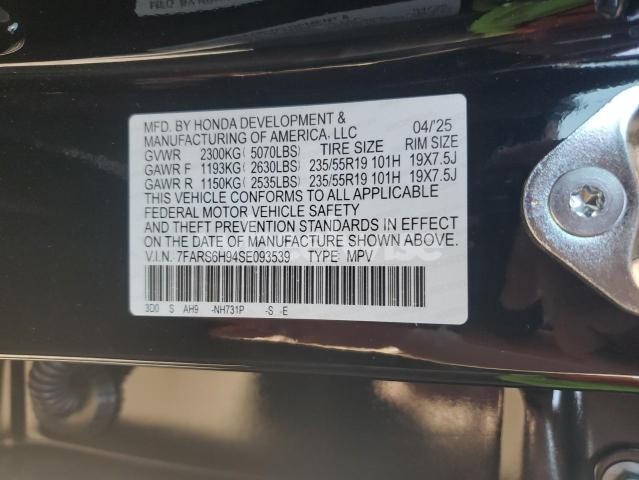 MFD. BY HONDA DEVELOPMENT & 04/'25
MANUFACTURING OF AMERICA, LLC
GVWR 2300KG( 5070LBS) TIRE SIZE RIM SIZE
GAWR F 1193KG( 2630LBS) 235/55R19 101H 19X7.5J
GAWR R 1150KG( 2535LBS) 235/55R19 101H 19X7.5J
THIS VEHICLE CONFORMS TO ALL APPLICABLE
FEDERAL MOTOR VEHICLE SAFETY
AND THEFT PREVENTION STANDARDS IN EFFECT
ON THE DATE OF MANUFACTURE SHOWN ABOVE.
V.I.N. 7FARS6H94SE093539 TYPE: MPV
3D0 S AH9 -NH731P -S -E